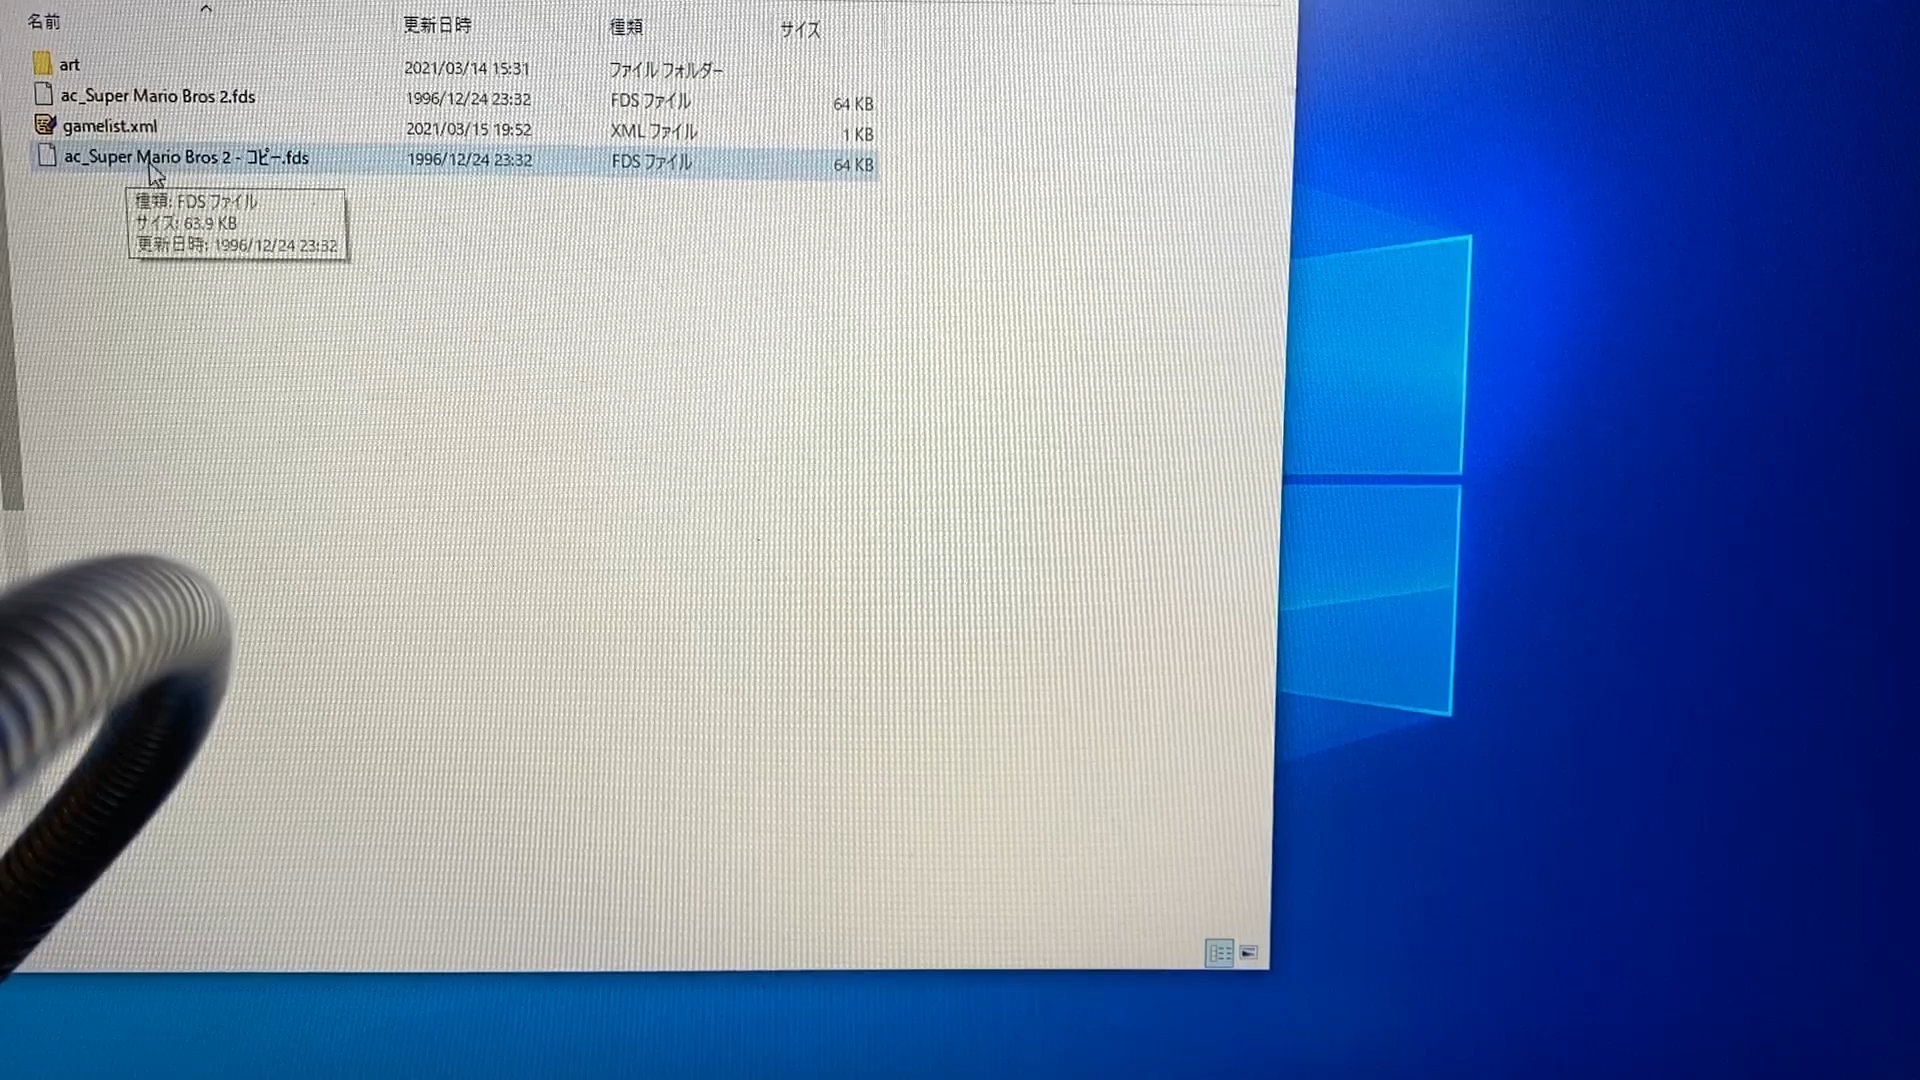 名前 更新日時 種類 サイズ
art 2021/03/14 15:31 ファイル フォルダー
ac_Super Mario Bros 2.fds 1996/12/24 23:32 FDS ファイル 64 KB
gamelist.xml 2021/03/15 19:52 XML ファイル 1 KB
ac_Super Mario Bros 2 - コピー.fds 1996/12/24 23:32 FDS ファイル 64 KB
種類: FDS ファイル
サイズ: 63.9 KB
更新日時: 1996/12/24 23:32